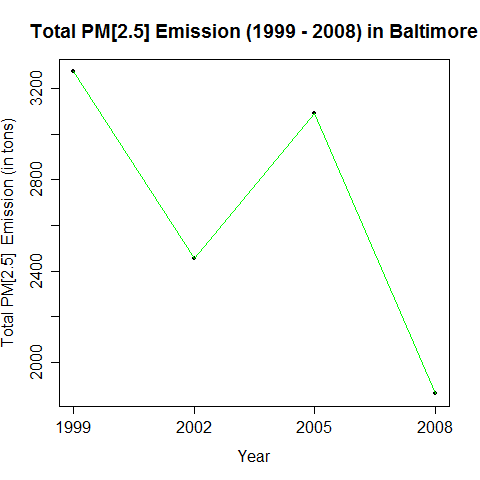 Total PM[2.5] Emission (1999 - 2008) in Baltimore
Total PM[2.5]  Emission (in tons)
3200
2800
2400
2000
1999 2002 2005 2008
Year